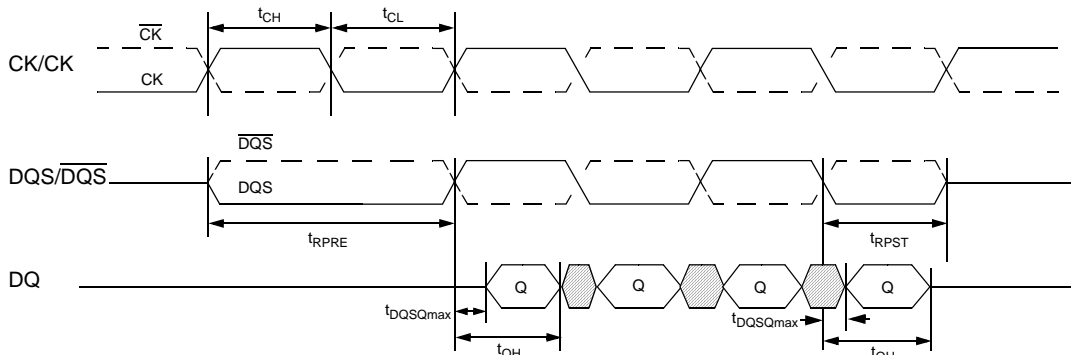 tCH tCL
CK
CK/CK
CK
DQS
DQS/DQS
DQS
tRPRE
tRPST
DQ
Q Q Q Q
tDQSQmax
tDQSQmax
tQH
tQH